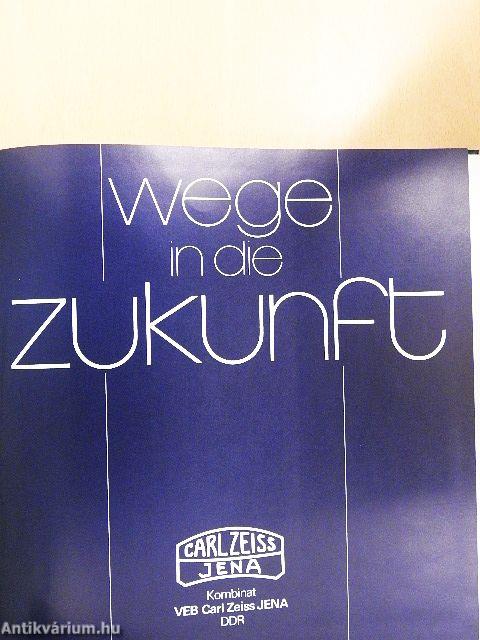 wege
in die
zukunft
CARL ZEISS
JENA
Kombinat
VEB Carl Zeiss JENA
DDR
Antikvárium.hu